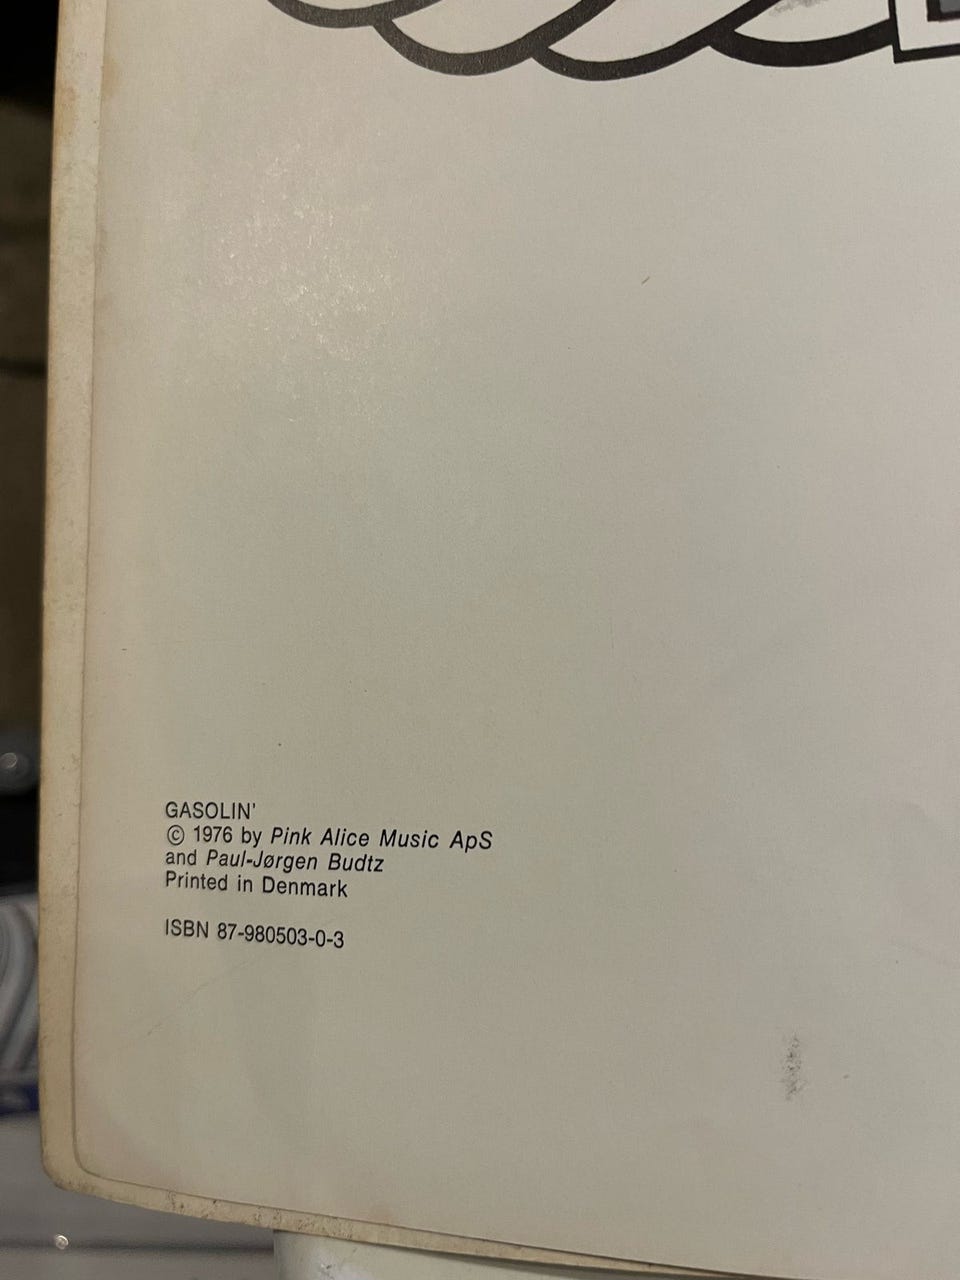 GASOLIN'
© 1976 by Pink Alice Music ApS
and Paul-Jørgen Budtz
Printed in Denmark
ISBN 87-980503-0-3